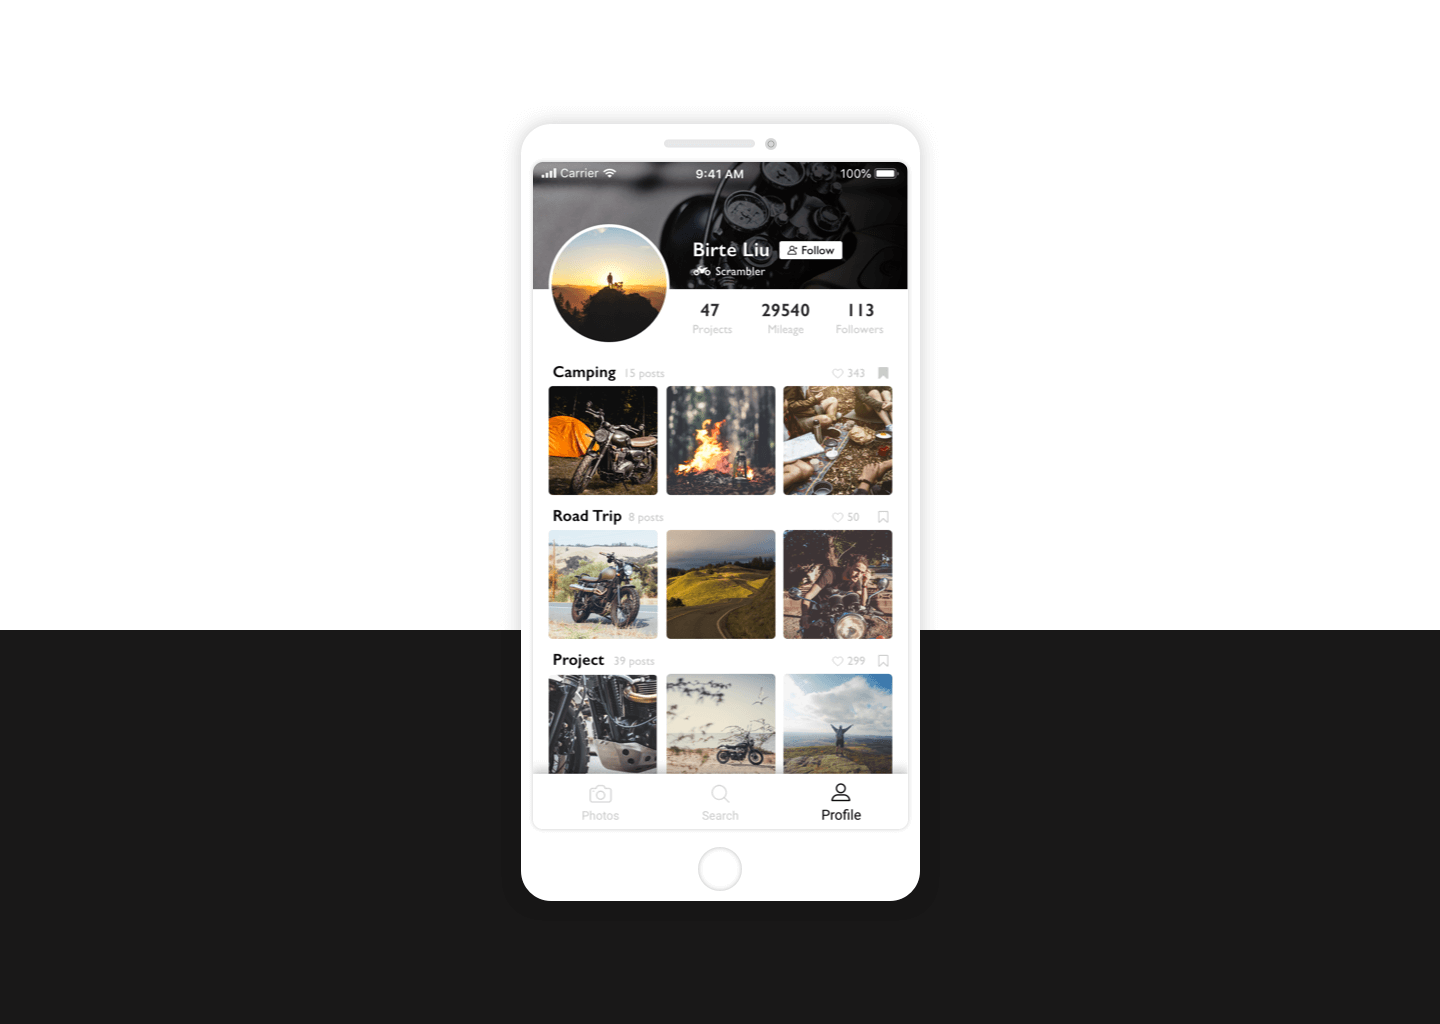 Carrier 9:41 AM 100%
Birte Liu Follow
Scrambler
47 29540 113
Projects Mileage Followers
Camping 15 posts 343
Road Trip 8 posts 50
Project 39 posts 299
Photos Search Profile